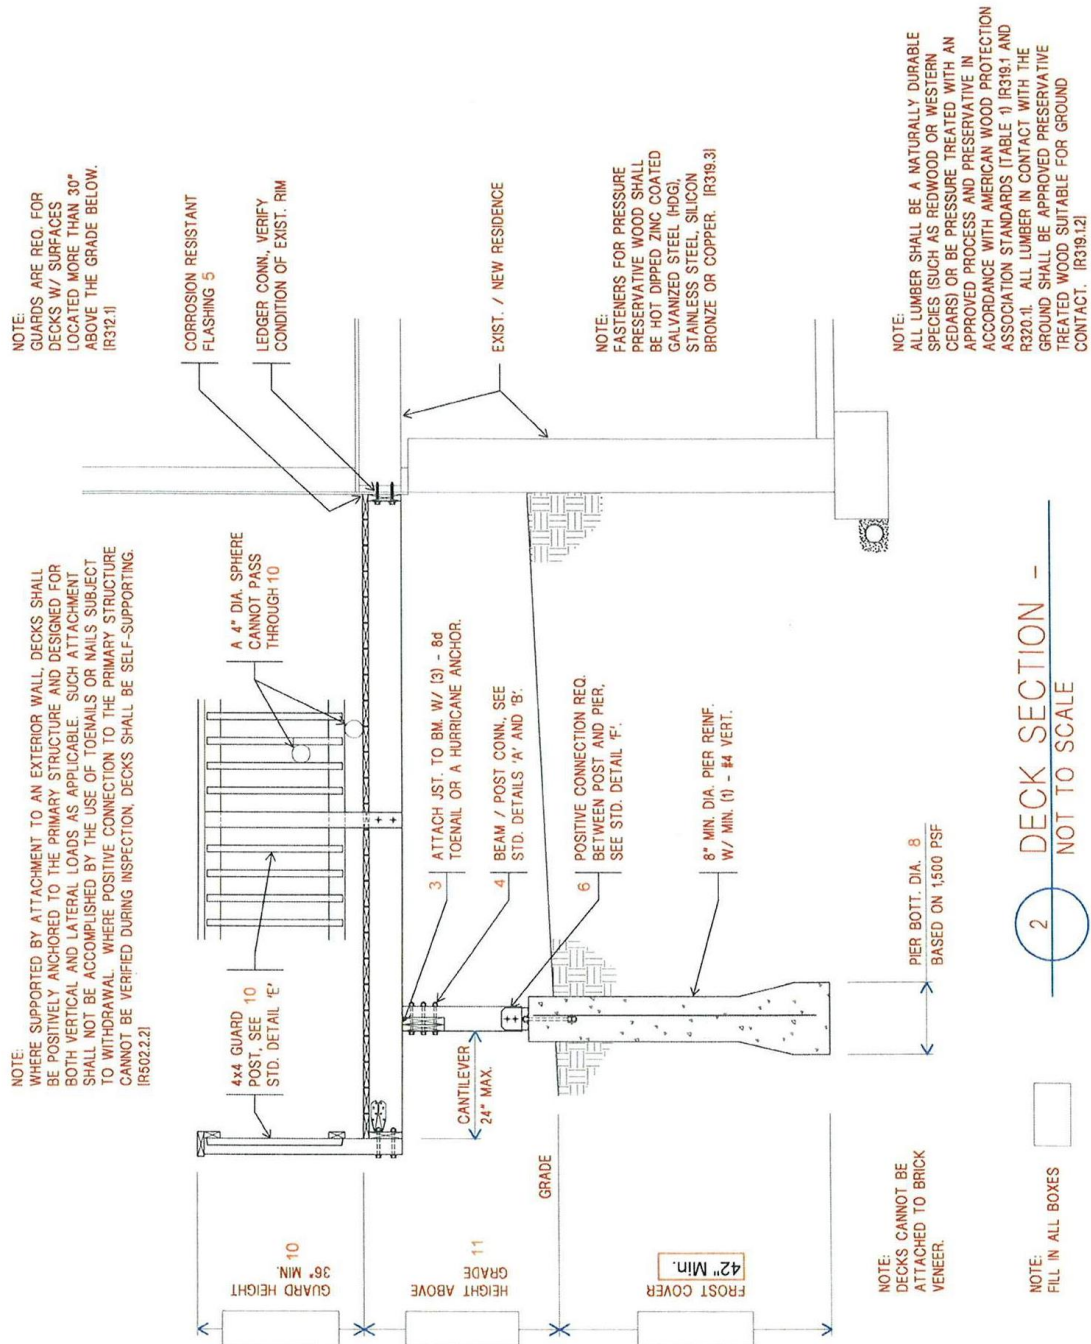 NOTE:
WHERE SUPPORTED BY ATTACHMENT TO AN EXTERIOR WALL, DECKS SHALL
BE POSITIVELY ANCHORED TO THE PRIMARY STRUCTURE AND DESIGNED FOR
BOTH VERTICAL AND LATERAL LOADS AS APPLICABLE. SUCH ATTACHMENT
SHALL NOT BE ACCOMPLISHED BY THE USE OF TOENAILS OR NAILS SUBJECT
TO WITHDRAWAL. WHERE POSITIVE CONNECTION TO THE PRIMARY STRUCTURE
CANNOT BE VERIFIED DURING INSPECTION, DECKS SHALL BE SELF-SUPPORTING.
[R502.2.2]
NOTE:
GUARDS ARE REQ. FOR
DECKS W/ SURFACES
LOCATED MORE THAN 30"
ABOVE THE GRADE BELOW.
[R312.1]
4x4 GUARD
POST, SEE 10
STD. DETAIL 'E'
A 4" DIA. SPHERE
CANNOT PASS
THROUGH 10
CORROSION RESISTANT
FLASHING 5
LEDGER CONN., VERIFY
CONDITION OF EXIST. RIM
GUARD HEIGHT
36" MIN. 10
HEIGHT ABOVE
GRADE 11
FROST COVER
42" Min.
CANTILEVER
24" MAX.
GRADE
3 ATTACH JST. TO BM. W/ (3) - 8d
TOENAIL OR A HURRICANE ANCHOR.
4 BEAM / POST CONN., SEE
STD. DETAILS 'A' AND 'B'.
6 POSITIVE CONNECTION REQ.
BETWEEN POST AND PIER,
SEE STD. DETAIL 'F'.
8" MIN. DIA. PIER REINF.
W/ MIN. (1) - #4 VERT.
EXIST. / NEW RESIDENCE
NOTE:
FASTENERS FOR PRESSURE
PRESERVATIVE WOOD SHALL
BE HOT DIPPED ZINC COATED
GALVANIZED STEEL (HDG),
STAINLESS STEEL, SILICON
BRONZE OR COPPER. [R319.3]
PIER BOTT. DIA. 8
BASED ON 1,500 PSF
NOTE:
DECKS CANNOT BE
ATTACHED TO BRICK
VENEER.
NOTE:
FILL IN ALL BOXES
2 DECK SECTION -
NOT TO SCALE
NOTE:
ALL LUMBER SHALL BE A NATURALLY DURABLE
SPECIES (SUCH AS REDWOOD OR WESTERN
CEDARS) OR BE PRESSURE TREATED WITH AN
APPROVED PROCESS AND PRESERVATIVE IN
ACCORDANCE WITH AMERICAN WOOD PROTECTION
ASSOCIATION STANDARDS (TABLE 1) [R319.1 AND
R320.1]. ALL LUMBER IN CONTACT WITH THE
GROUND SHALL BE APPROVED PRESERVATIVE
TREATED WOOD SUITABLE FOR GROUND
CONTACT. [R319.12]